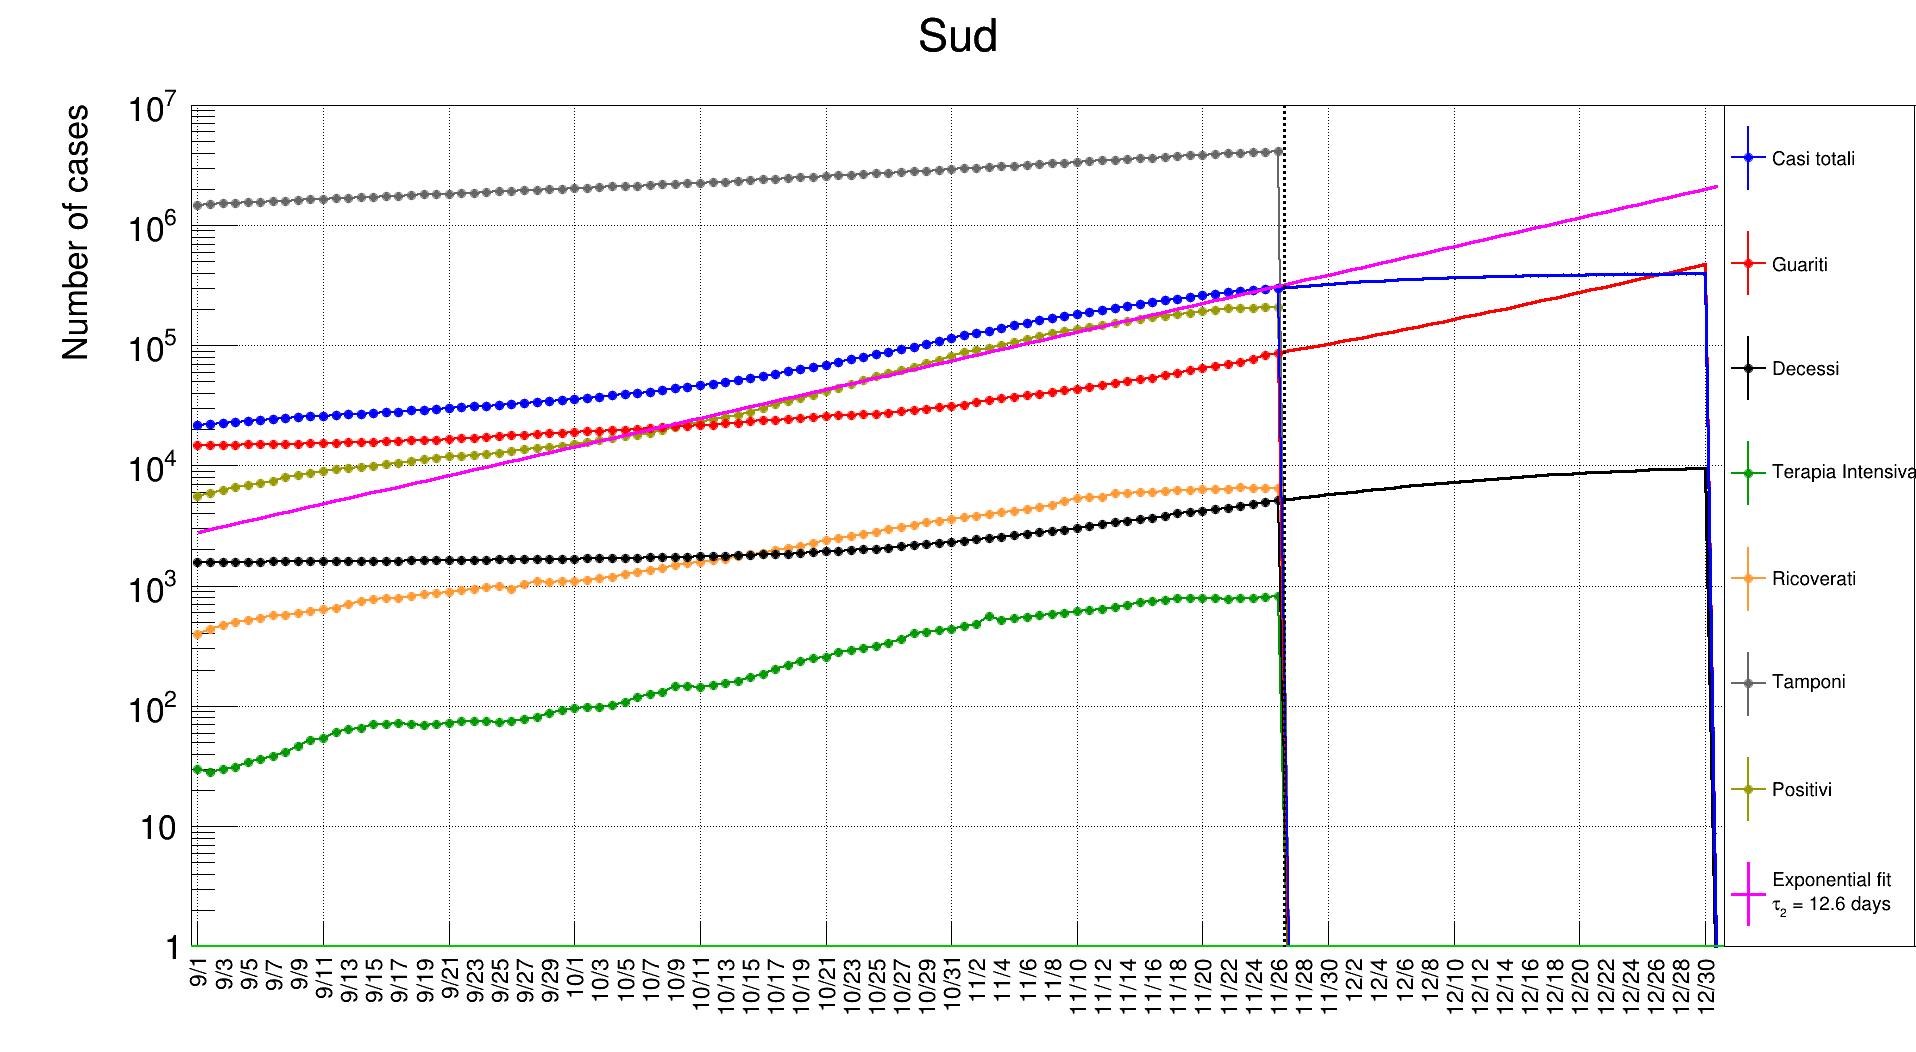 Sud
Number of cases
10^7
10^6
10^5
10^4
10^3
10^2
10
1
9/1 9/3 9/5 9/7 9/9 9/11 9/13 9/15 9/17 9/19 9/21 9/23 9/25 9/27 9/29 10/1 10/3 10/5 10/7 10/9 10/11 10/13 10/15 10/17 10/19 10/21 10/23 10/25 10/27 10/29 10/31 11/2 11/4 11/6 11/8 11/10 11/12 11/14 11/16 11/18 11/20 11/22 11/24 11/26 11/28 11/30 12/2 12/4 12/6 12/8 12/10 12/12 12/14 12/16 12/18 12/20 12/22 12/24 12/26 12/28 12/30
Casi totali
Guariti
Decessi
Terapia Intensiva
Ricoverati
Tamponi
Positivi
Exponential fit
τ_2 = 12.6 days